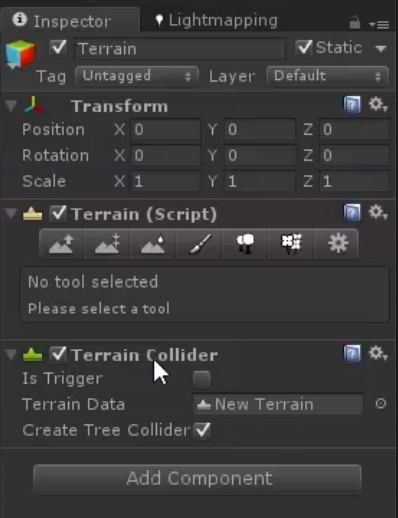 Inspector Lightmapping
Terrain Static
Tag Untagged Layer Default
Transform
Position X 0 Y 0 Z 0
Rotation X 0 Y 0 Z 0
Scale X 1 Y 1 Z 1
Terrain (Script)
No tool selected
Please select a tool
Terrain Collider
Is Trigger
Terrain Data New Terrain
Create Tree Collider
Add Component